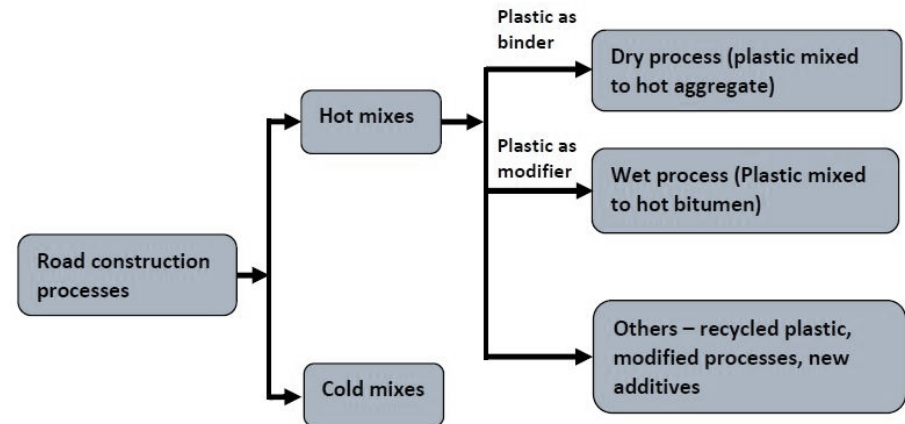 Road construction
processes
Hot mixes
Cold mixes
Plastic as
binder
Dry process (plastic mixed
to hot aggregate)
Plastic as
modifier
Wet process (Plastic mixed
to hot bitumen)
Others – recycled plastic,
modified processes, new
additives